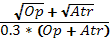 √Op + √Atr
0.3 * (Op + Atr)